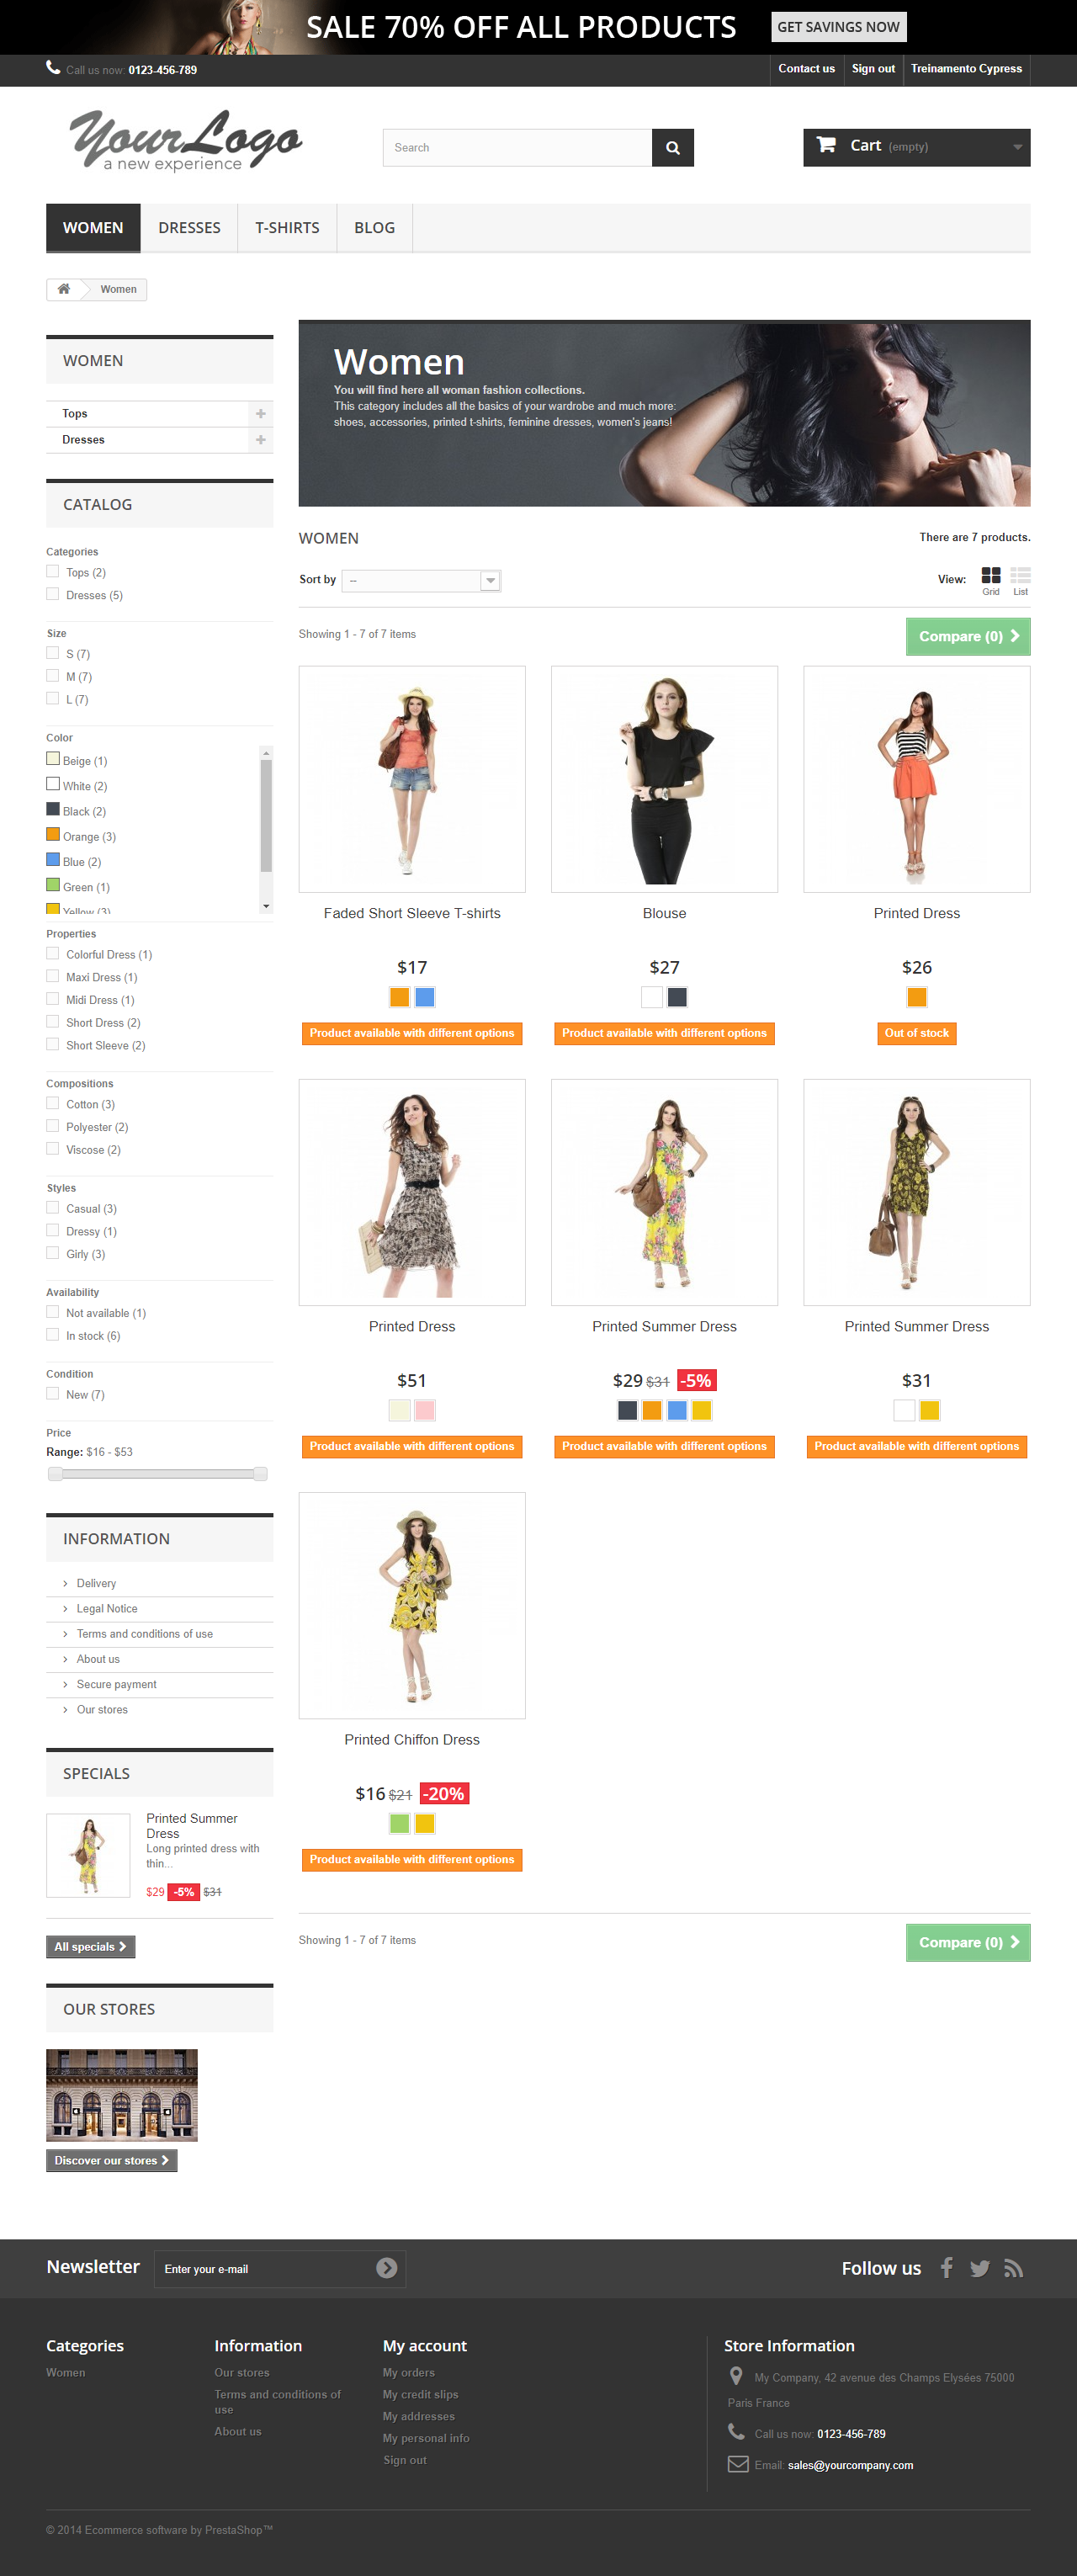 SALE 70% OFF ALL PRODUCTS GET SAVINGS NOW
Call us now: 0123-456-789
Contact us Sign out Treinamento Cypress
YourLogo
a new experience
Search
Cart (empty)
WOMEN DRESSES T-SHIRTS BLOG
Women
WOMEN
Tops
Dresses
CATALOG
Categories
Tops (2)
Dresses (5)
Size
S (7)
M (7)
L (7)
Color
Beige (1)
White (2)
Black (2)
Orange (3)
Blue (2)
Green (1)
Yellow (3)
Properties
Colorful Dress (1)
Maxi Dress (1)
Midi Dress (1)
Short Dress (2)
Short Sleeve (2)
Compositions
Cotton (3)
Polyester (2)
Viscose (2)
Styles
Casual (3)
Dressy (1)
Girly (3)
Availability
Not available (1)
In stock (6)
Condition
New (7)
Price
Range: $16 - $53
INFORMATION
Delivery
Legal Notice
Terms and conditions of use
About us
Secure payment
Our stores
SPECIALS
Printed Summer
Dress
Long printed dress with
thin...
$29 -5% $31
All specials
OUR STORES
Discover our stores
Women
You will find here all woman fashion collections.
This category includes all the basics of your wardrobe and much more:
shoes, accessories, printed t-shirts, feminine dresses, women's jeans!
WOMEN
There are 7 products.
Sort by --
View: Grid List
Showing 1 - 7 of 7 items
Compare (0)
Faded Short Sleeve T-shirts
$17
Product available with different options
Blouse
$27
Product available with different options
Printed Dress
$26
Out of stock
Printed Dress
$51
Product available with different options
Printed Summer Dress
$29 $31 -5%
Product available with different options
Printed Summer Dress
$31
Product available with different options
Printed Chiffon Dress
$16 $21 -20%
Product available with different options
Showing 1 - 7 of 7 items
Compare (0)
Newsletter
Enter your e-mail
Follow us
Categories
Women
Information
Our stores
Terms and conditions of
use
About us
My account
My orders
My credit slips
My addresses
My personal info
Sign out
Store Information
My Company, 42 avenue des Champs Elysées 75000
Paris France
Call us now: 0123-456-789
Email: sales@yourcompany.com
© 2014 Ecommerce software by PrestaShop™